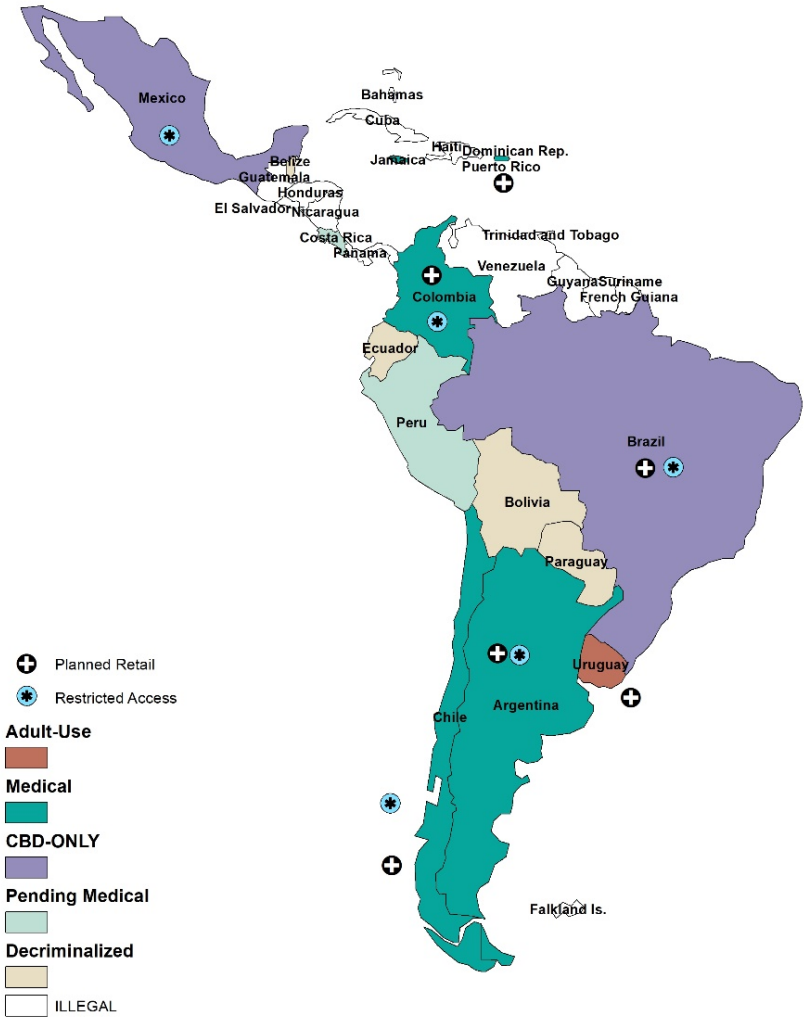 Mexico
Bahamas
Cuba
Haiti
Dominican Rep.
Jamaica
Puerto Rico
Belize
Guatemala
Honduras
El Salvador
Nicaragua
Costa Rica
Panama
Trinidad and Tobago
Venezuela
Guyana
Suriname
French Guiana
Colombia
Ecuador
Peru
Brazil
Bolivia
Paraguay
Uruguay
Chile
Argentina
Falkland Is.
Planned Retail
Restricted Access
Adult-Use
Medical
CBD-ONLY
Pending Medical
Decriminalized
ILLEGAL